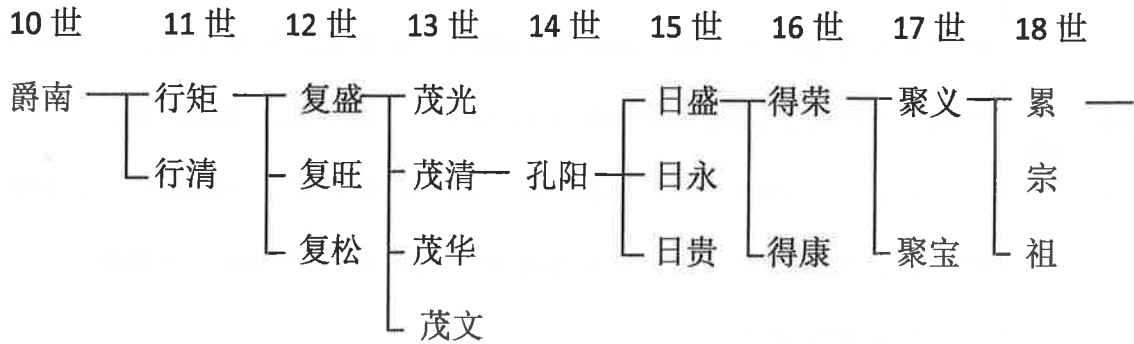 10世 11世 12世 13世 14世 15世 16世 17世 18世
爵南 行矩 复盛 茂光 日盛 得荣 聚义 累
行清 复旺 茂清 孔阳 日永 宗
复松 茂华 日贵 得康 聚宝 祖
茂文